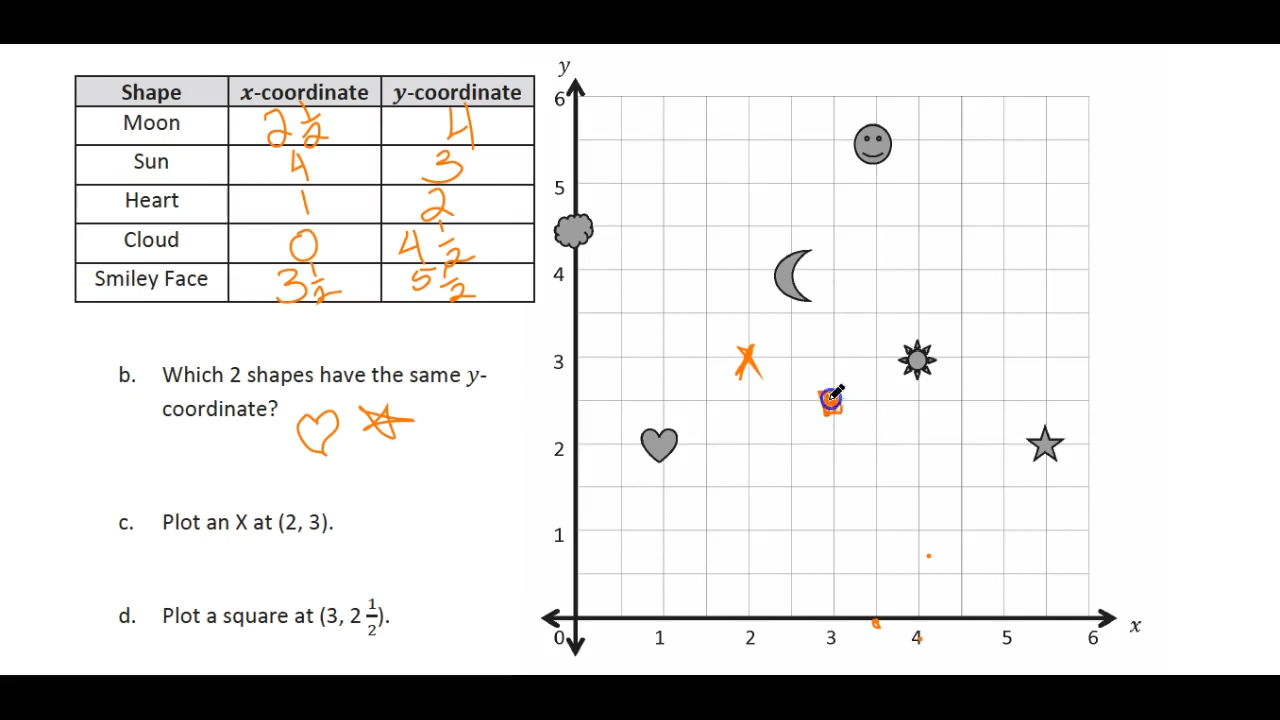 Shape x-coordinate y-coordinate
Moon 2 1/2 4
Sun 4 3
Heart 1 2
Cloud 0 4 1/2
Smiley Face 3 1/2 5 1/2
b. Which 2 shapes have the same y-
coordinate?
c. Plot an X at (2, 3).
d. Plot a square at (3, 2 1/2).
y
6
5
4
3
2
1
0 1 2 3 4 5 6 x